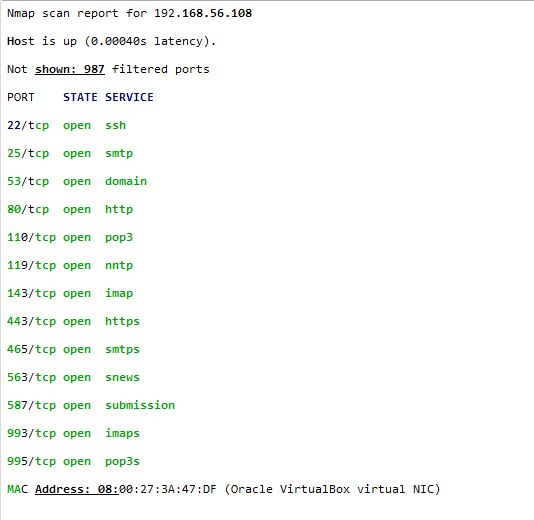 Nmap scan report for 192.168.56.108
Host is up (0.00040s latency).
Not shown: 987 filtered ports
PORT    STATE SERVICE
22/tcp  open  ssh
25/tcp  open  smtp
53/tcp  open  domain
80/tcp  open  http
110/tcp open  pop3
119/tcp open  nntp
143/tcp open  imap
443/tcp open  https
465/tcp open  smtps
563/tcp open  snews
587/tcp open  submission
993/tcp open  imaps
995/tcp open  pop3s
MAC Address: 08:00:27:3A:47:DF (Oracle VirtualBox virtual NIC)